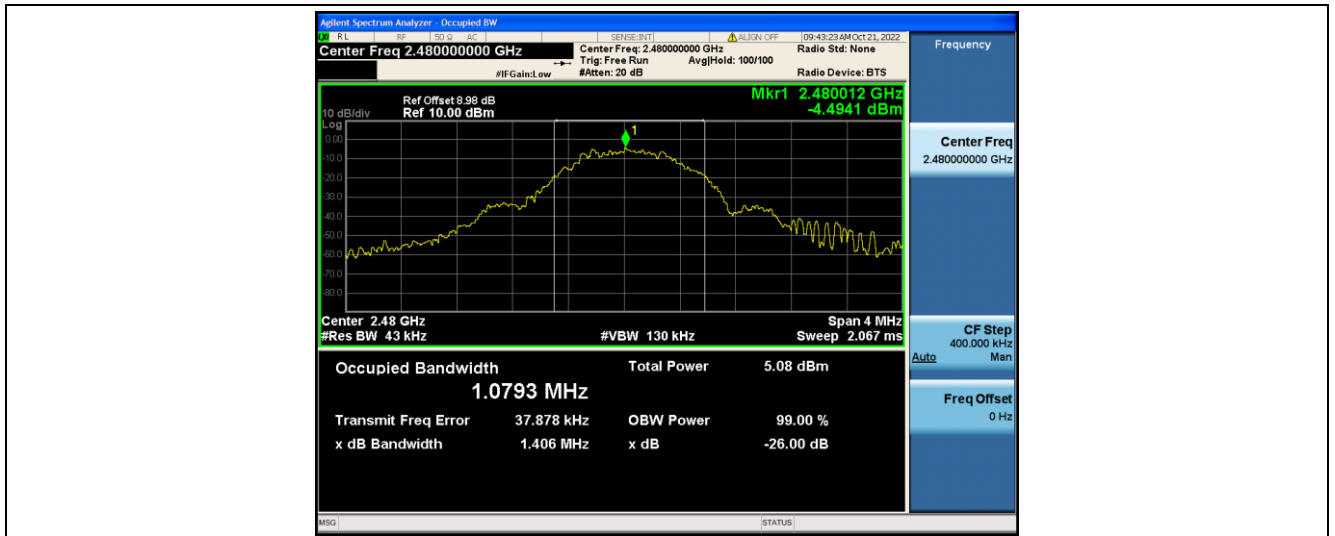 Agilent Spectrum Analyzer - Occupied BW
RL RF 50 Ω AC SENSE:INT ALIGN OFF 09:43:23 AM Oct 21, 2022
Center Freq 2.480000000 GHz
Center Freq: 2.480000000 GHz Radio Std: None
Trig: Free Run Avg|Hold: 100/100
#IFGain:Low #Atten: 20 dB Radio Device: BTS
Mkr1 2.480012 GHz
-4.4941 dBm
Ref Offset 8.98 dB
10 dB/div Ref 10.00 dBm
Log
1
0.00
-10.0
-20.0
-30.0
-40.0
-50.0
-60.0
-70.0
-80.0
Center 2.48 GHz Span 4 MHz
#Res BW 43 kHz #VBW 130 kHz Sweep 2.067 ms
Occupied Bandwidth Total Power 5.08 dBm
1.0793 MHz
Transmit Freq Error 37.878 kHz OBW Power 99.00 %
x dB Bandwidth 1.406 MHz x dB -26.00 dB
MSG STATUS
Frequency
Center Freq
2.480000000 GHz
CF Step
400.000 kHz
Auto Man
Freq Offset
0 Hz